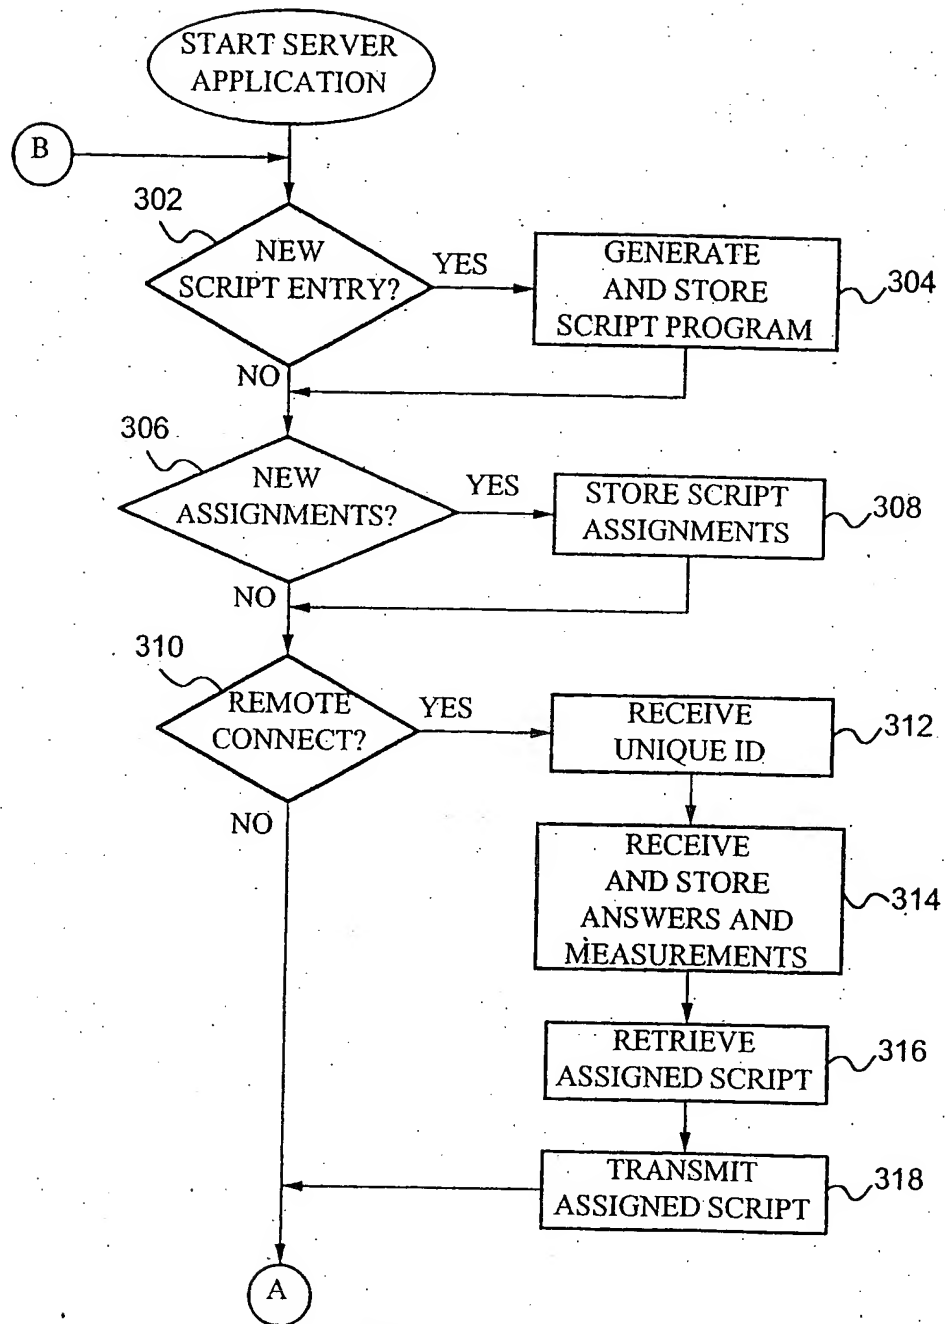 START SERVER
APPLICATION
B
302
NEW
SCRIPT ENTRY?
YES
GENERATE
AND STORE
SCRIPT PROGRAM
304
NO
306
NEW
ASSIGNMENTS?
YES
STORE SCRIPT
ASSIGNMENTS
308
NO
310
REMOTE
CONNECT?
YES
RECEIVE
UNIQUE ID
312
NO
RECEIVE
AND STORE
ANSWERS AND
MEASUREMENTS
314
RETRIEVE
ASSIGNED SCRIPT
316
TRANSMIT
ASSIGNED SCRIPT
318
A